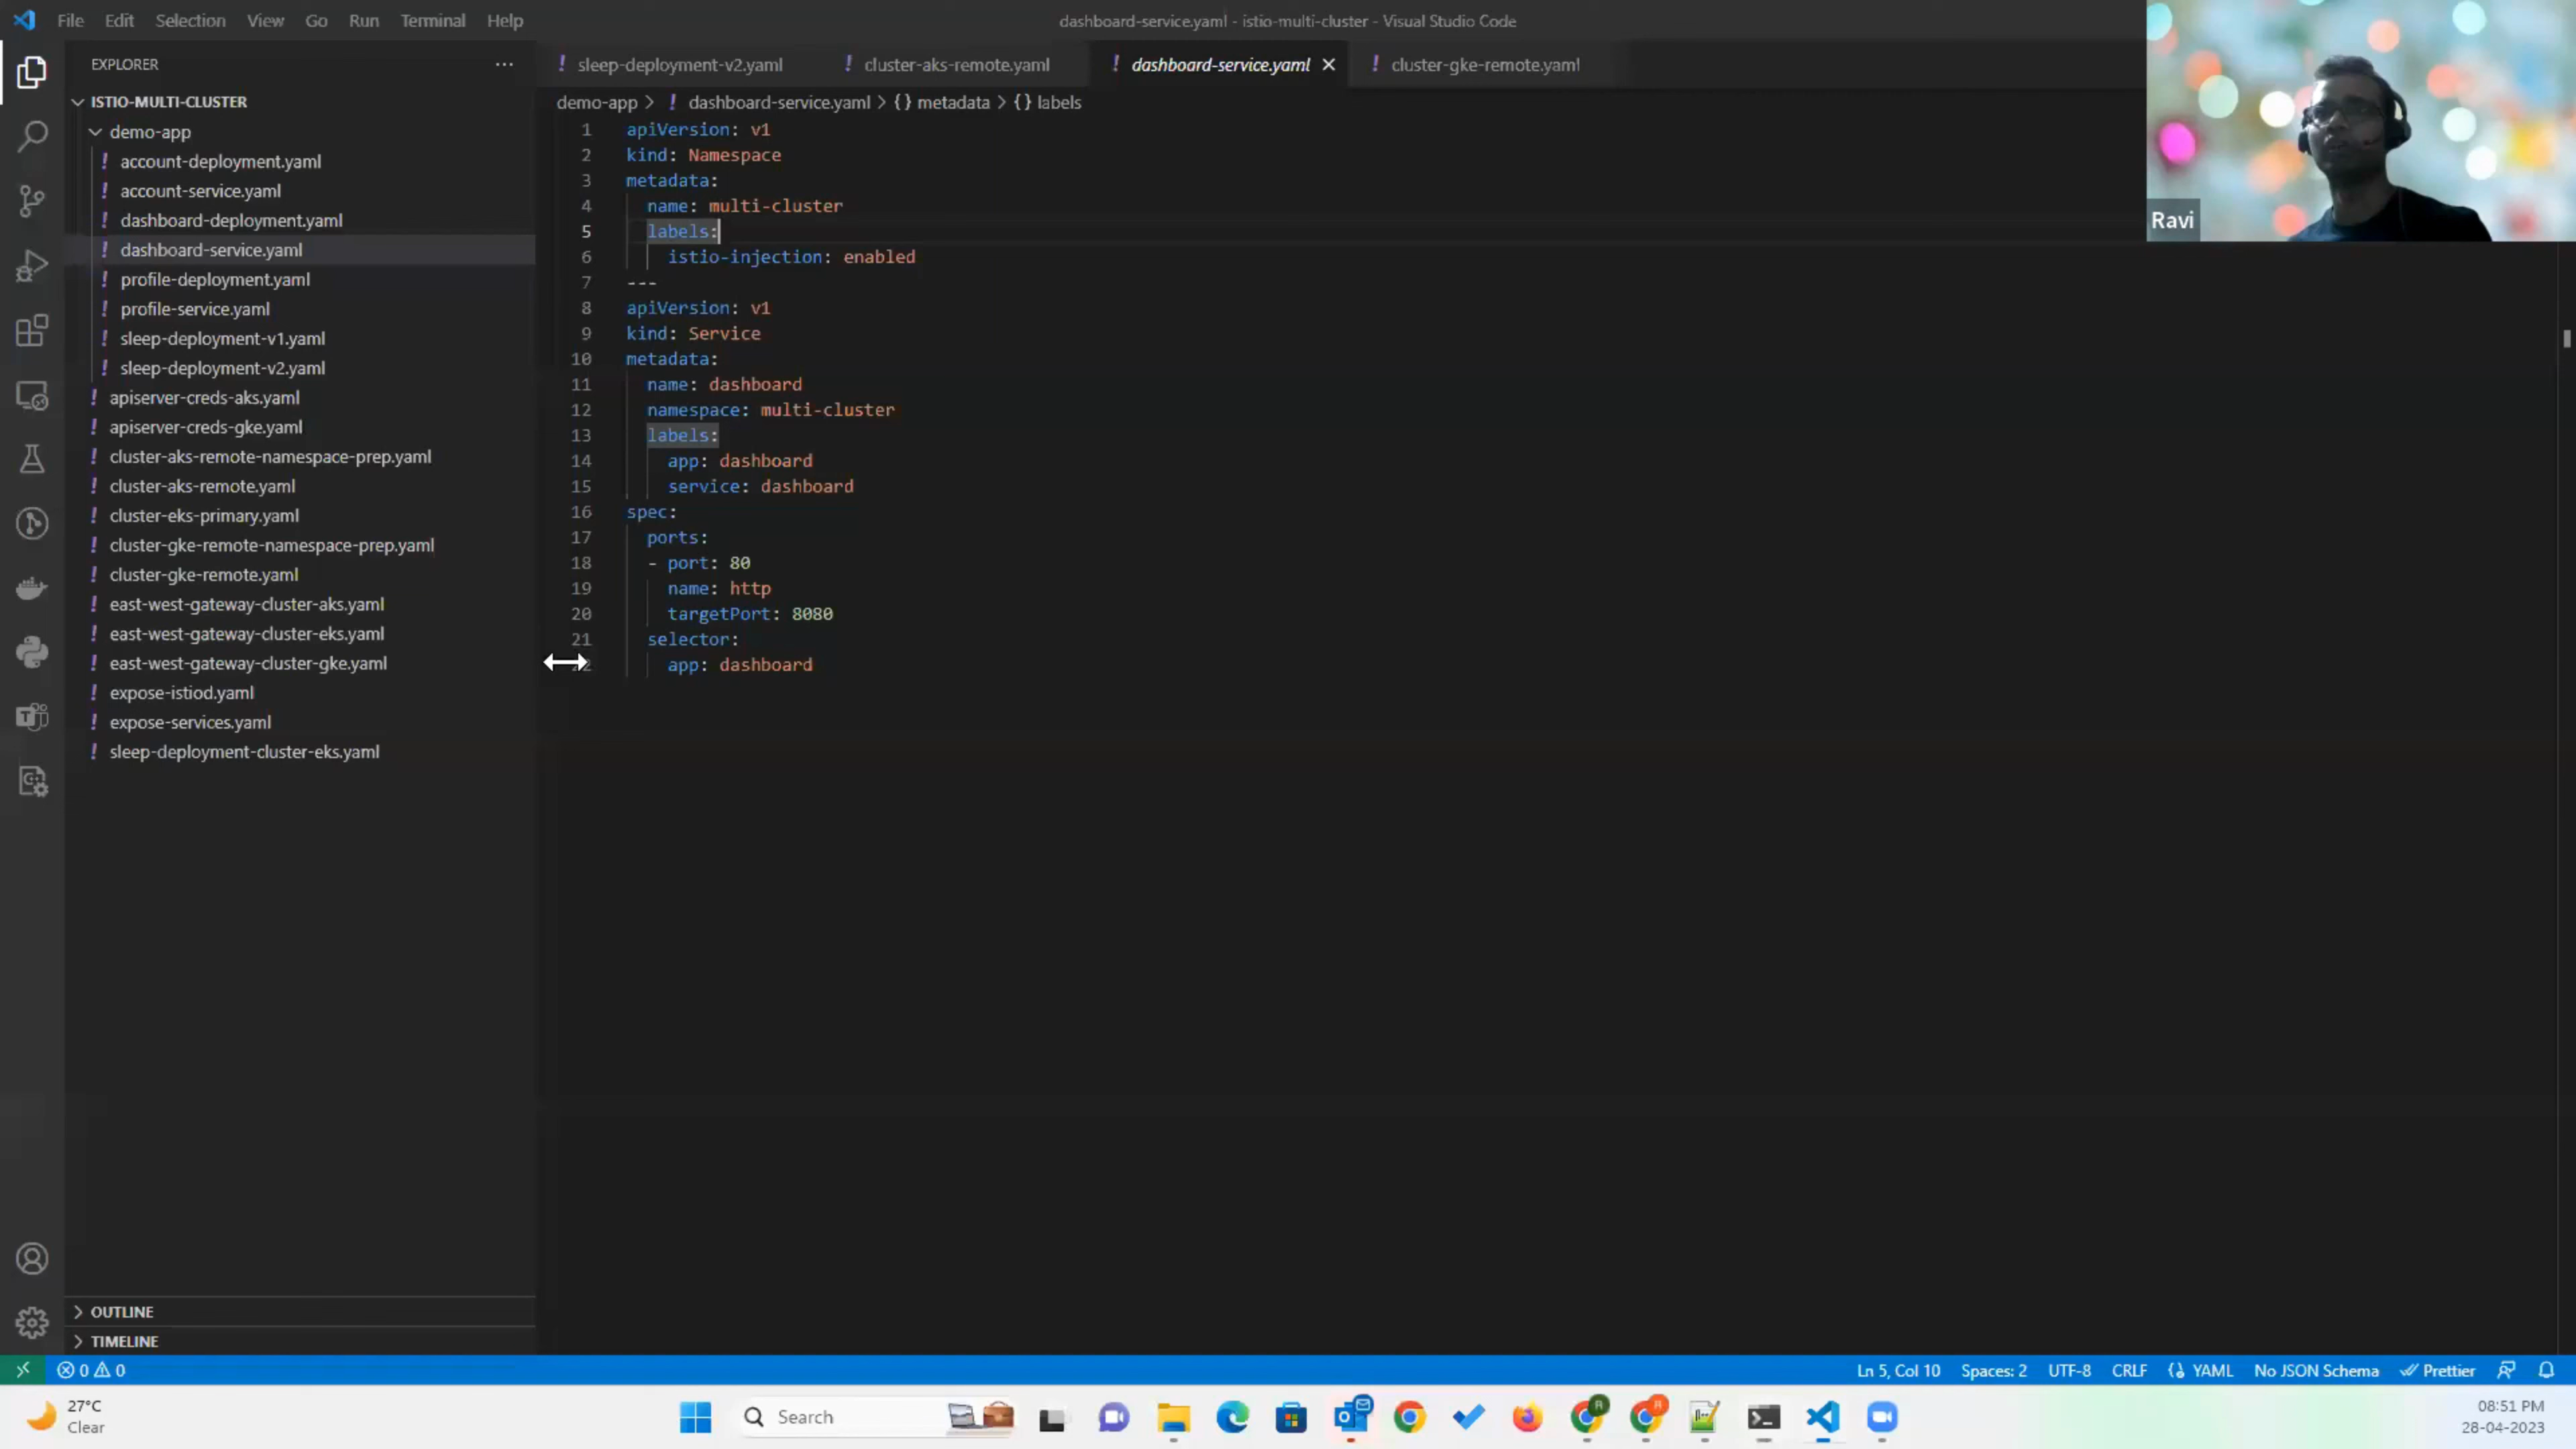 File Edit Selection View Go Run Terminal Help
dashboard-service.yaml - istio-multi-cluster - Visual Studio Code
EXPLORER
ISTIO-MULTI-CLUSTER
demo-app
account-deployment.yaml
account-service.yaml
dashboard-deployment.yaml
dashboard-service.yaml
profile-deployment.yaml
profile-service.yaml
sleep-deployment-v1.yaml
sleep-deployment-v2.yaml
apiserver-creds-aks.yaml
apiserver-creds-gke.yaml
cluster-aks-remote-namespace-prep.yaml
cluster-aks-remote.yaml
cluster-eks-primary.yaml
cluster-gke-remote-namespace-prep.yaml
cluster-gke-remote.yaml
east-west-gateway-cluster-aks.yaml
east-west-gateway-cluster-eks.yaml
east-west-gateway-cluster-gke.yaml
expose-istiod.yaml
expose-services.yaml
sleep-deployment-cluster-eks.yaml
OUTLINE
TIMELINE
sleep-deployment-v2.yaml cluster-aks-remote.yaml dashboard-service.yaml cluster-gke-remote.yaml
demo-app > ! dashboard-service.yaml > {} metadata > {} labels
1 apiVersion: v1
2 kind: Namespace
3 metadata:
4 name: multi-cluster
5 labels:
6 istio-injection: enabled
7 ---
8 apiVersion: v1
9 kind: Service
10 metadata:
11 name: dashboard
12 namespace: multi-cluster
13 labels:
14 app: dashboard
15 service: dashboard
16 spec:
17 ports:
18 - port: 80
19 name: http
20 targetPort: 8080
21 selector:
22 app: dashboard
Ravi
0 0
Ln 5, Col 10 Spaces: 2 UTF-8 CRLF {} YAML No JSON Schema Prettier
27°C
Clear
Search
08:51 PM
28-04-2023